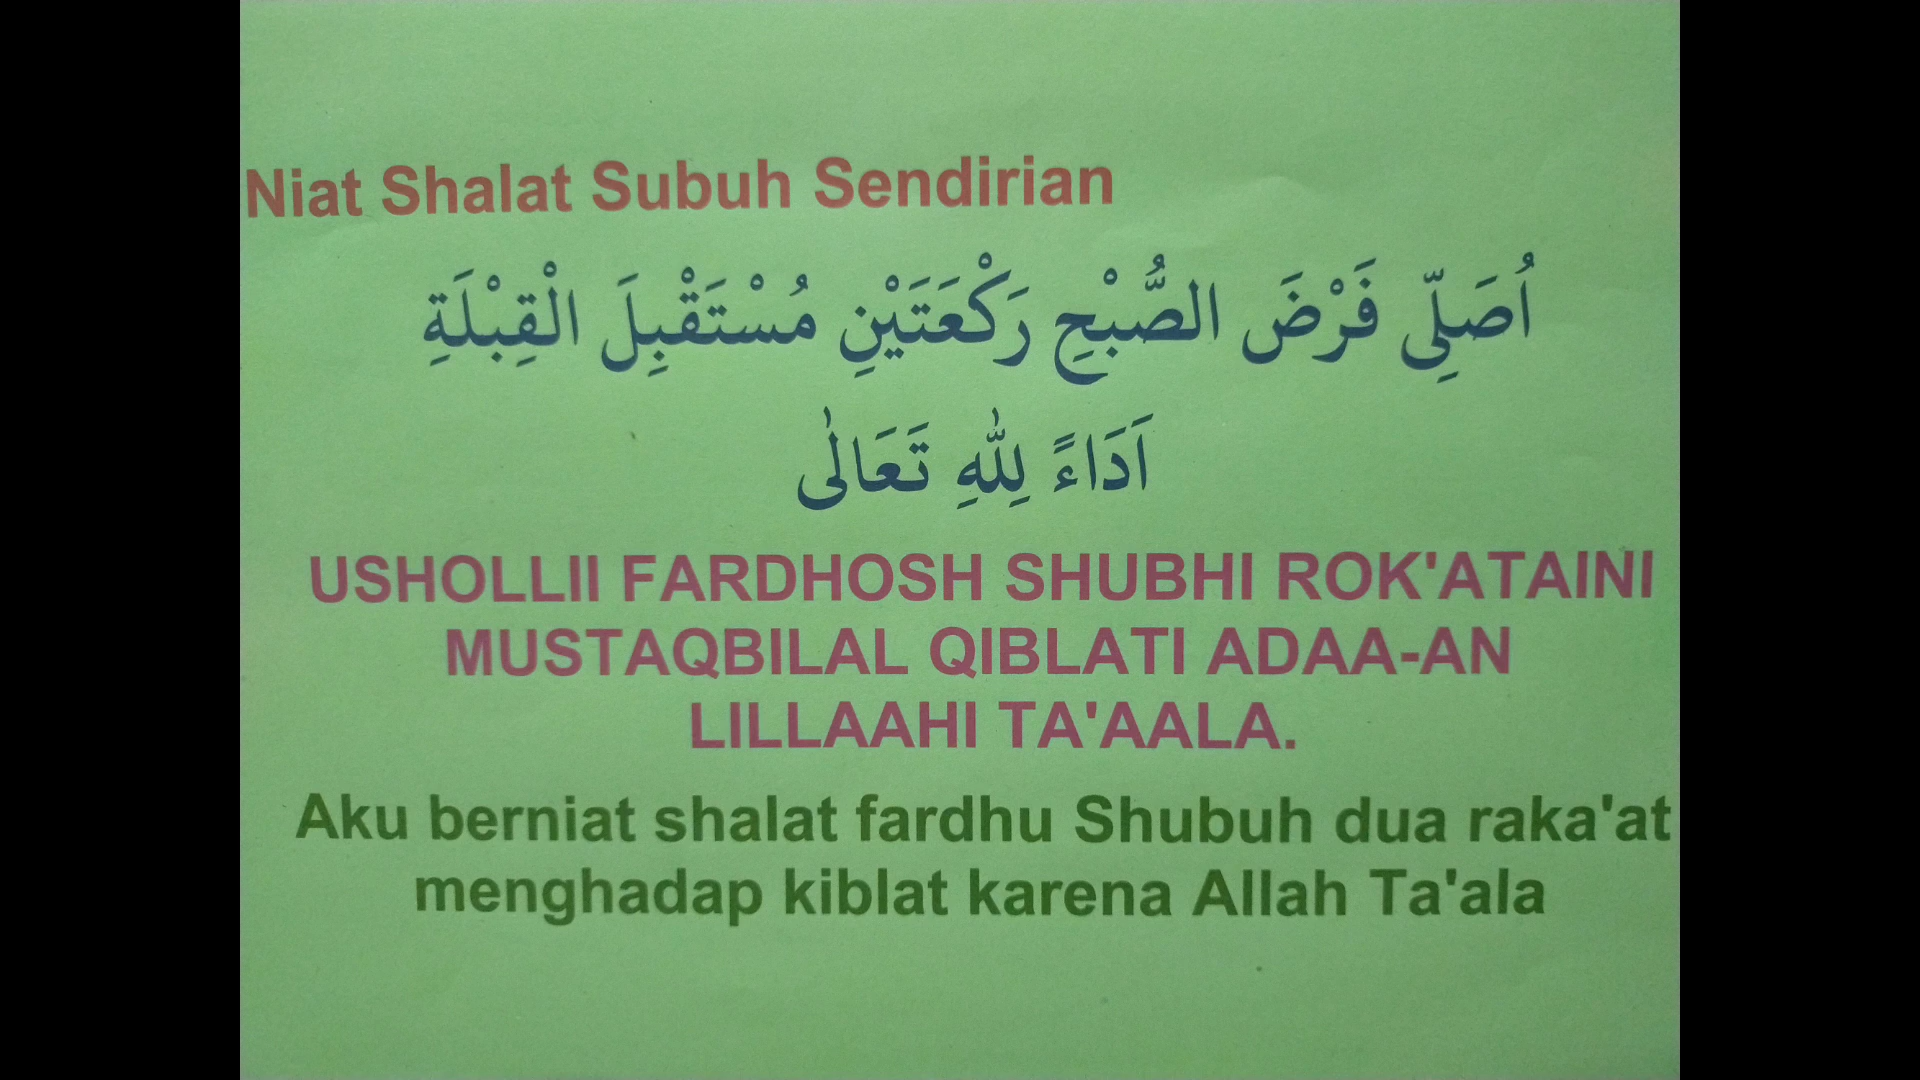 Niat Shalat Subuh Sendirian
اُصَلِّى فَرْضَ الصُّبْحِ رَكْعَتَيْنِ مُسْتَقْبِلَ الْقِبْلَةِ
اَدَاءً لِلّٰهِ تَعَالٰى
USHOLLII FARDHOSH SHUBHI ROK'ATAINI
MUSTAQBILAL QIBLATI ADAA-AN
LILLAAHI TA'AALA.
Aku berniat shalat fardhu Shubuh dua raka'at
menghadap kiblat karena Allah Ta'ala